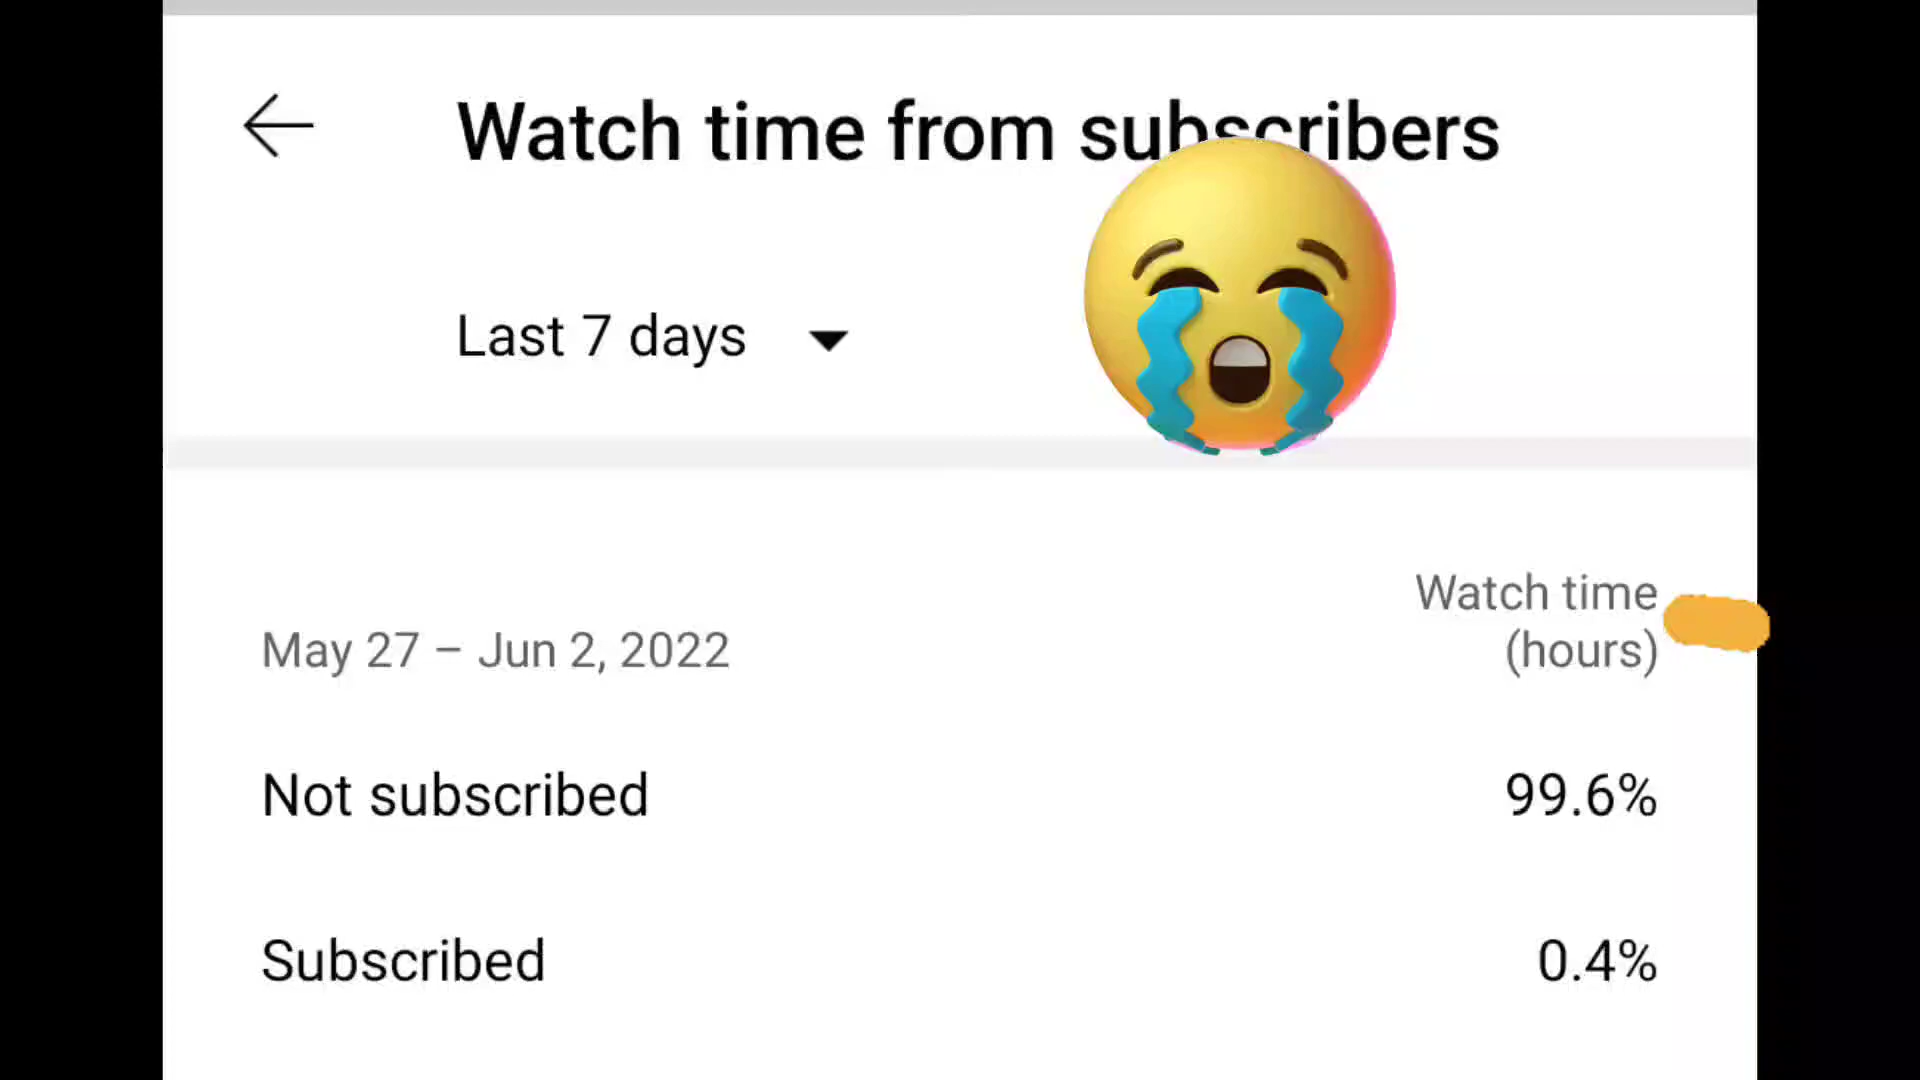 Watch time from subscribers
Last 7 days
Watch time
(hours)
May 27 – Jun 2, 2022
Not subscribed 99.6%
Subscribed 0.4%